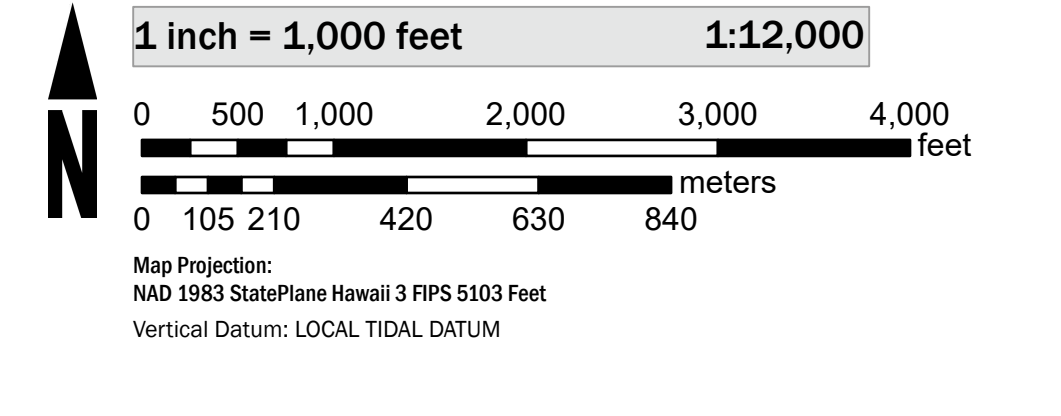 1 inch = 1,000 feet 1:12,000
0 500 1,000 2,000 3,000 4,000
feet
meters
0 105 210 420 630 840
N
Map Projection:
NAD 1983 StatePlane Hawaii 3 FIPS 5103 Feet
Vertical Datum: LOCAL TIDAL DATUM